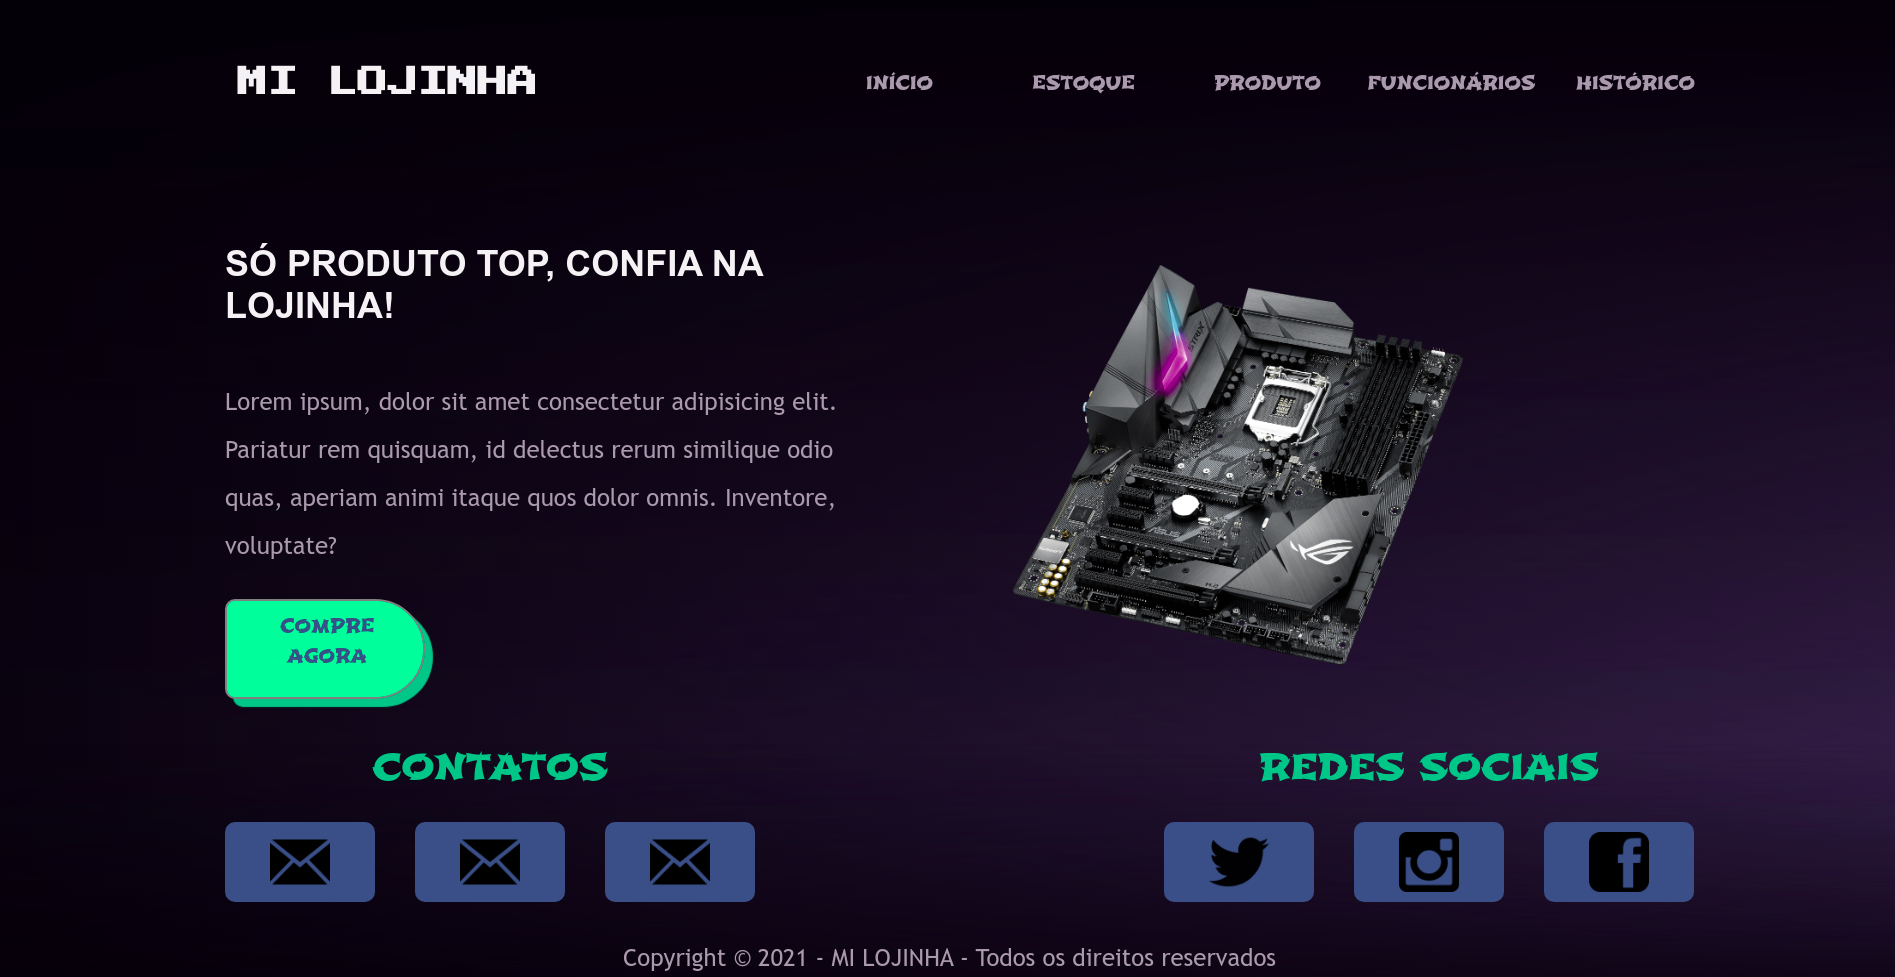 MI LOJINHA
INÍCIO
ESTOQUE
PRODUTO
FUNCIONÁRIOS
HISTÓRICO
SÓ PRODUTO TOP, CONFIA NA
LOJINHA!
Lorem ipsum, dolor sit amet consectetur adipisicing elit.
Pariatur rem quisquam, id delectus rerum similique odio
quas, aperiam animi itaque quos dolor omnis. Inventore,
voluptate?
STRIX
ASUS
COMPRE
AGORA
CONTATOS
REDES SOCIAIS
Copyright © 2021 - MI LOJINHA - Todos os direitos reservados